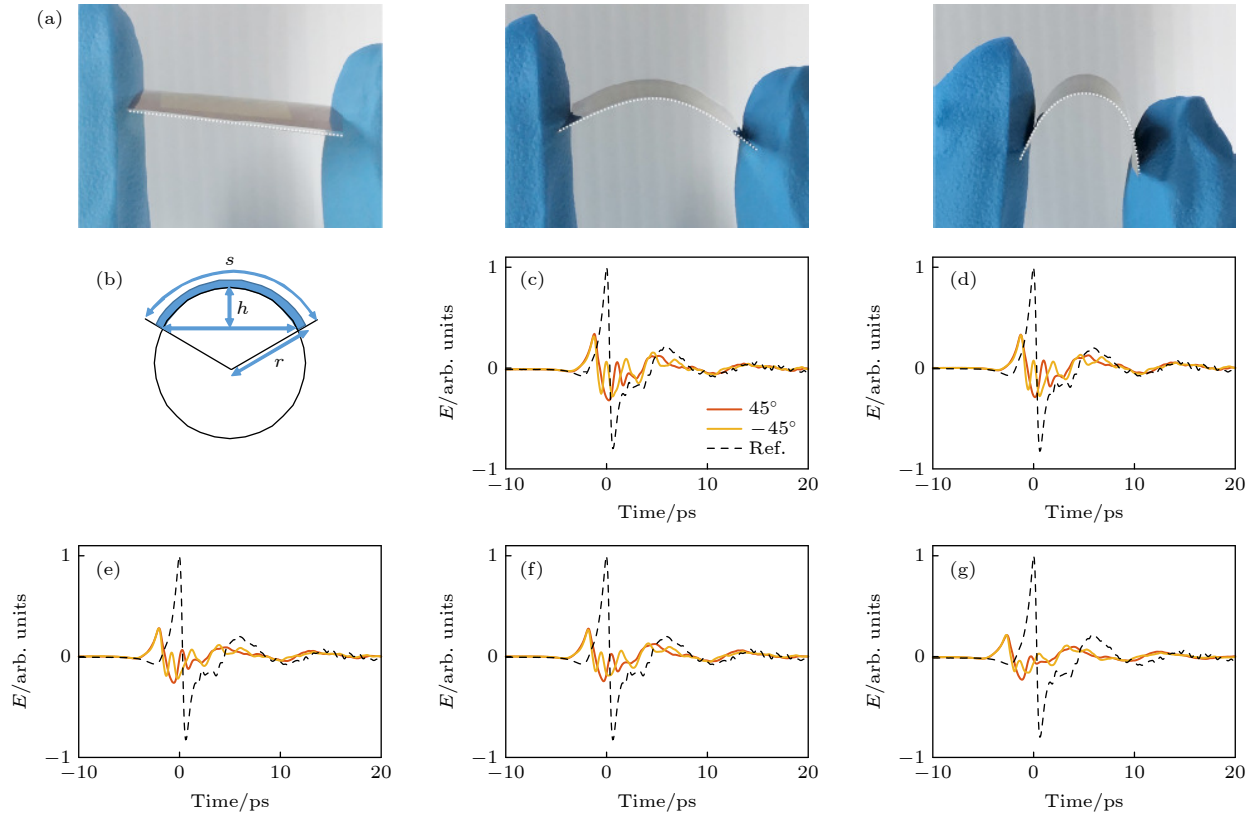 (a)
(b)
s
h
r
(c)
E/arb. units
1
0
−1
−10
0
10
20
Time/ps
45°
−45°
Ref.
(d)
E/arb. units
1
0
−1
−10
0
10
20
Time/ps
(e)
E/arb. units
1
0
−1
−10
0
10
20
Time/ps
(f)
E/arb. units
1
0
−1
−10
0
10
20
Time/ps
(g)
E/arb. units
1
0
−1
−10
0
10
20
Time/ps